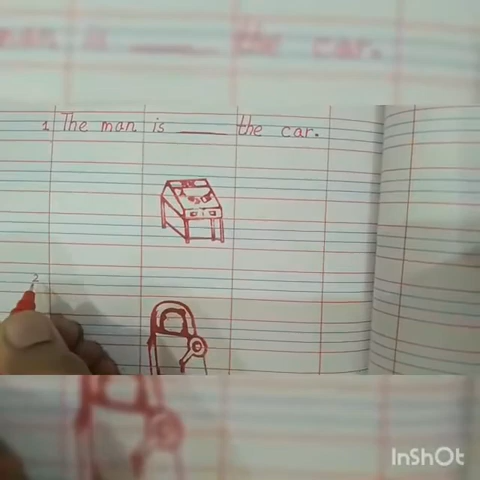 1 The man is ____ the car.
2
InShOt